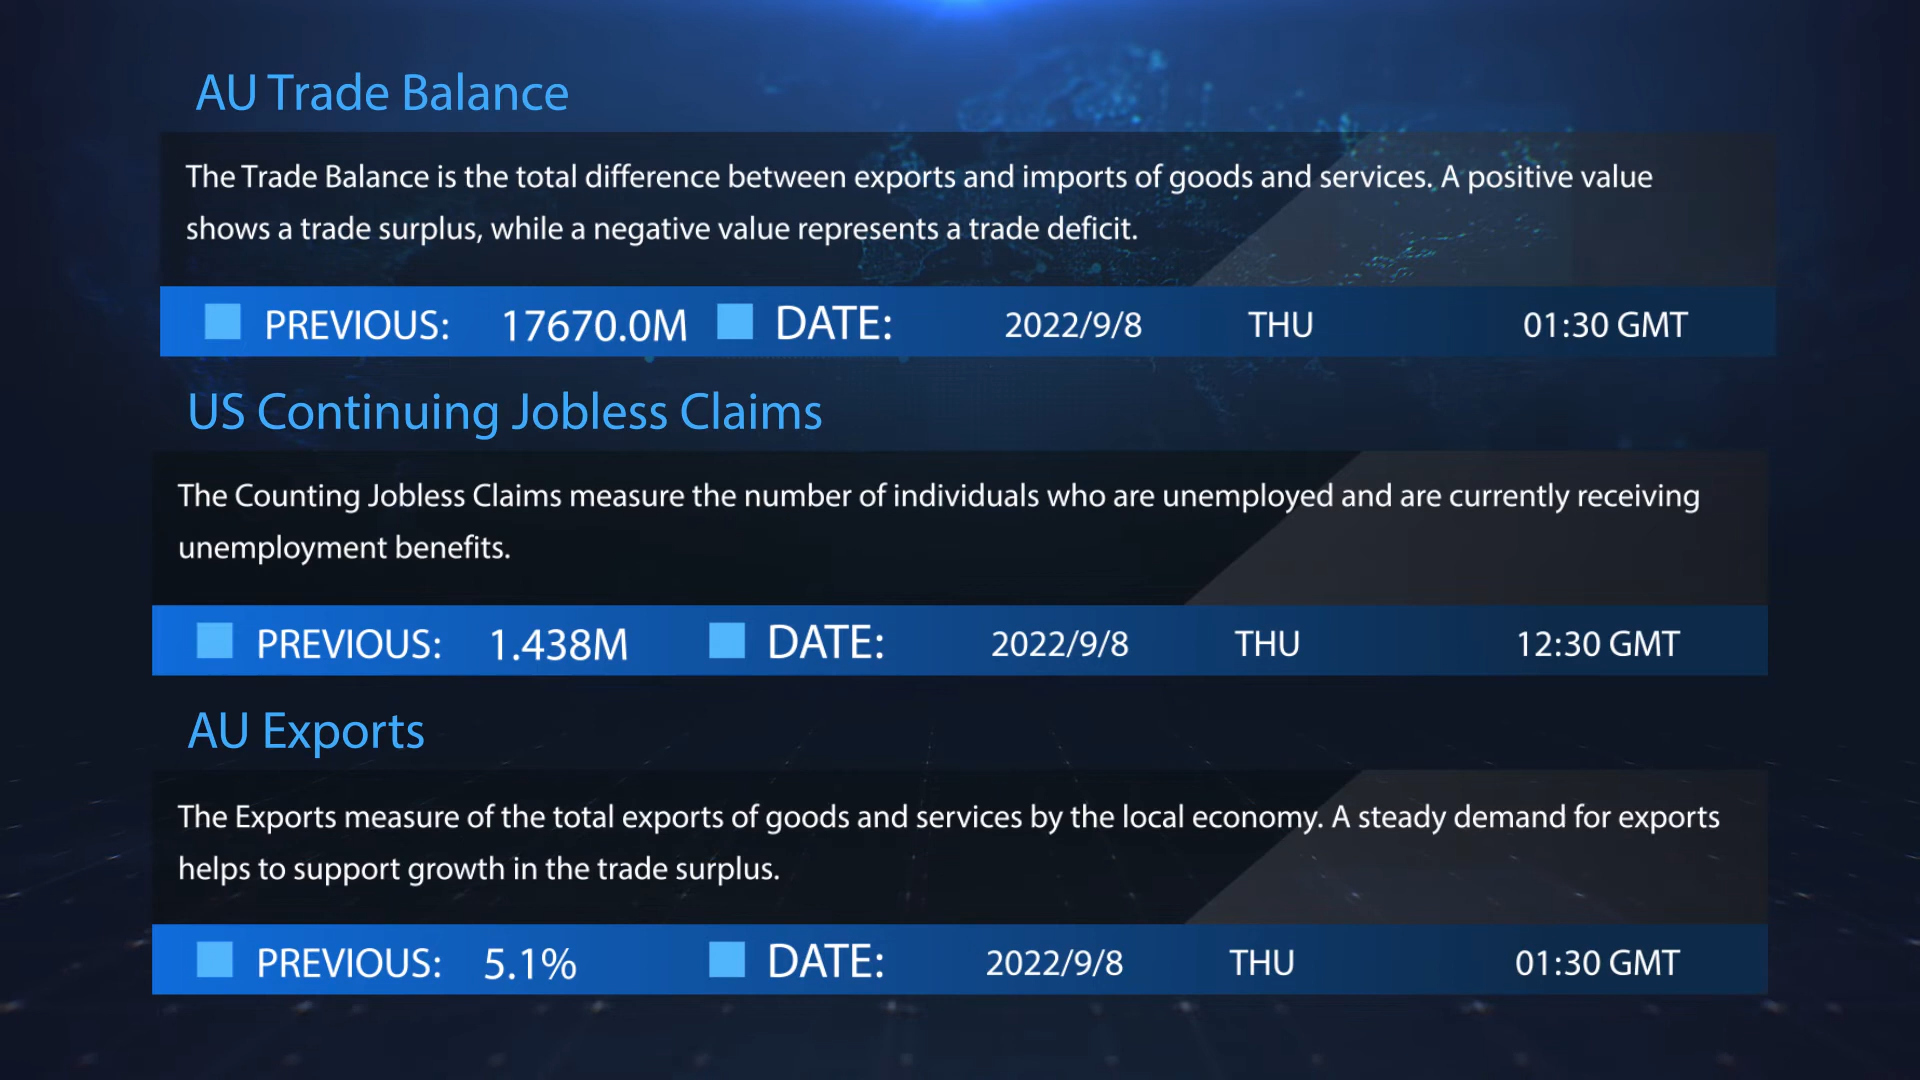 AU Trade Balance
The Trade Balance is the total difference between exports and imports of goods and services. A positive value
shows a trade surplus, while a negative value represents a trade deficit.
PREVIOUS: 17670.0M DATE: 2022/9/8 THU 01:30 GMT
US Continuing Jobless Claims
The Counting Jobless Claims measure the number of individuals who are unemployed and are currently receiving
unemployment benefits.
PREVIOUS: 1.438M DATE: 2022/9/8 THU 12:30 GMT
AU Exports
The Exports measure of the total exports of goods and services by the local economy. A steady demand for exports
helps to support growth in the trade surplus.
PREVIOUS: 5.1% DATE: 2022/9/8 THU 01:30 GMT